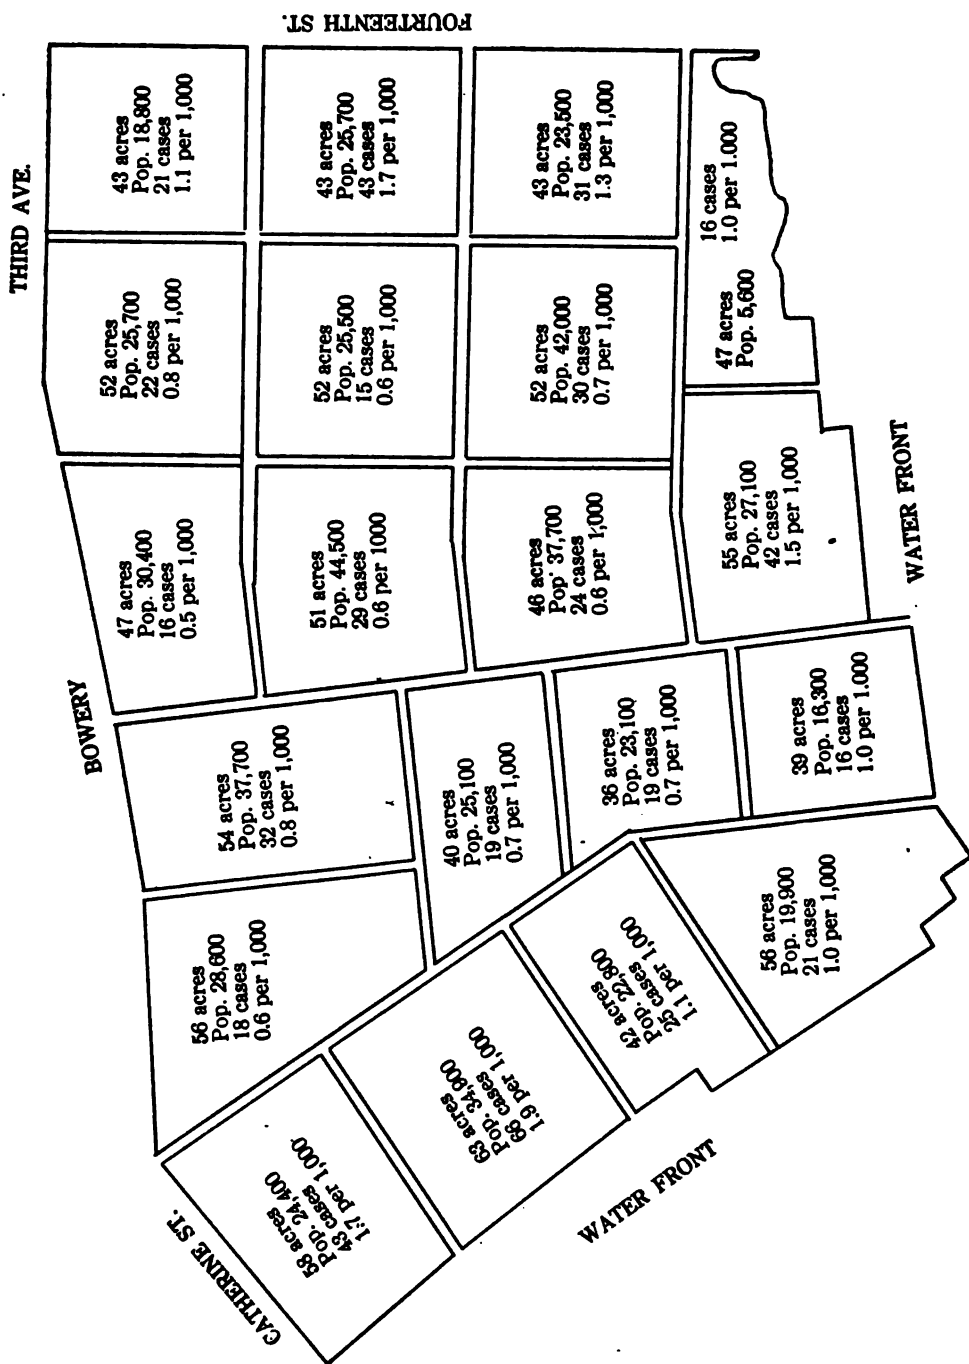 FOURTEENTH ST.
THIRD AVE.
43 acres
Pop. 18,800
21 cases
1.1 per 1,000
43 acres
Pop. 25,700
43 cases
1.7 per 1,000
43 acres
Pop. 23,500
31 cases
1.3 per 1,000
16 cases
1.0 per 1.000
47 acres
Pop. 5,600
52 acres
Pop. 25,700
22 cases
0.8 per 1,000
52 acres
Pop. 25,500
15 cases
0.6 per 1,000
52 acres
Pop. 42,000
30 cases
0.7 per 1,000
47 acres
Pop. 30,400
16 cases
0.5 per 1,000
51 acres
Pop. 44,500
29 cases
0.6 per 1000
46 acres
Pop' 37,700
24 cases
0.6 per 1,000
55 acres
Pop. 27,100
42 cases
1.5 per 1,000
WATER FRONT
BOWERY
54 acres
Pop. 37,700
32 cases
0.8 per 1,000
40 acres
Pop. 25,100
19 cases
0.7 per 1,000
36 acres
Pop. 23,100
19 cases
0.7 per 1,000
39 acres
Pop. 16,300
16 cases
1.0 per 1.000
56 acres
Pop. 28,600
18 cases
0.6 per 1,000
56 acres
Pop. 19,900
21 cases
1.0 per 1,000
42 acres
Pop. 22,800
25 cases
1.1 per 1,000
63 acres
Pop. 34,900
66 cases
1.9 per 1,000
58 acres
Pop. 24,400
43 cases
1.7 per 1,000
CATHERINE ST.
WATER FRONT